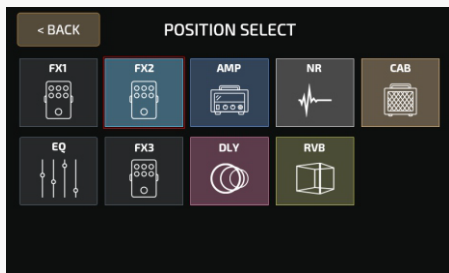 < BACK
POSITION SELECT
FX1
FX2
AMP
NR
CAB
EQ
FX3
DLY
RVB